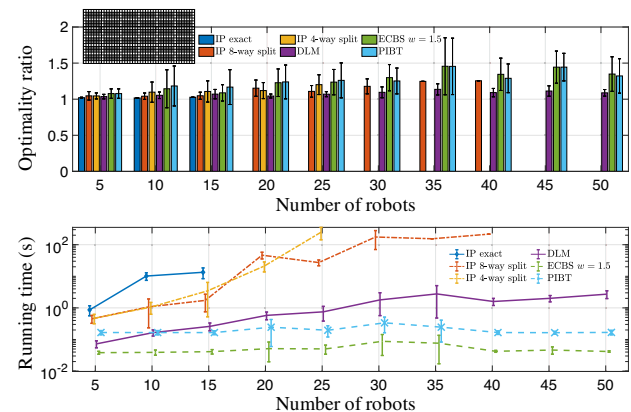 IP exact IP 4-way split ECBS w = 1.5
IP 8-way split DLM PIBT
Optimality ratio
2
1.5
1
0.5
0
5 10 15 20 25 30 35 40 45 50
Number of robots
IP exact DLM
IP 8-way split ECBS w = 1.5
IP 4-way split PIBT
Running time (s)
10^2
10^0
10^-2
5 10 15 20 25 30 35 40 45 50
Number of robots